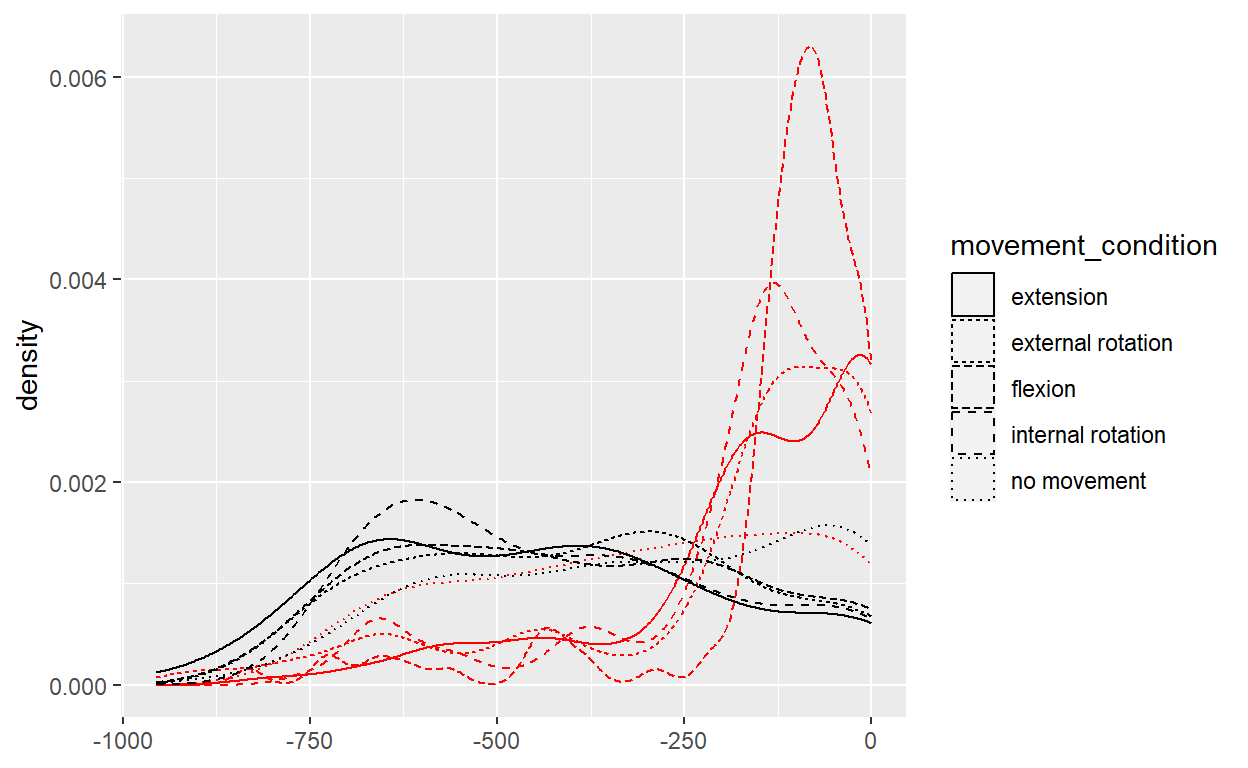 0.006
0.004
0.002
0.000
density
-1000
-750
-500
-250
0
movement_condition
extension
external rotation
flexion
internal rotation
no movement